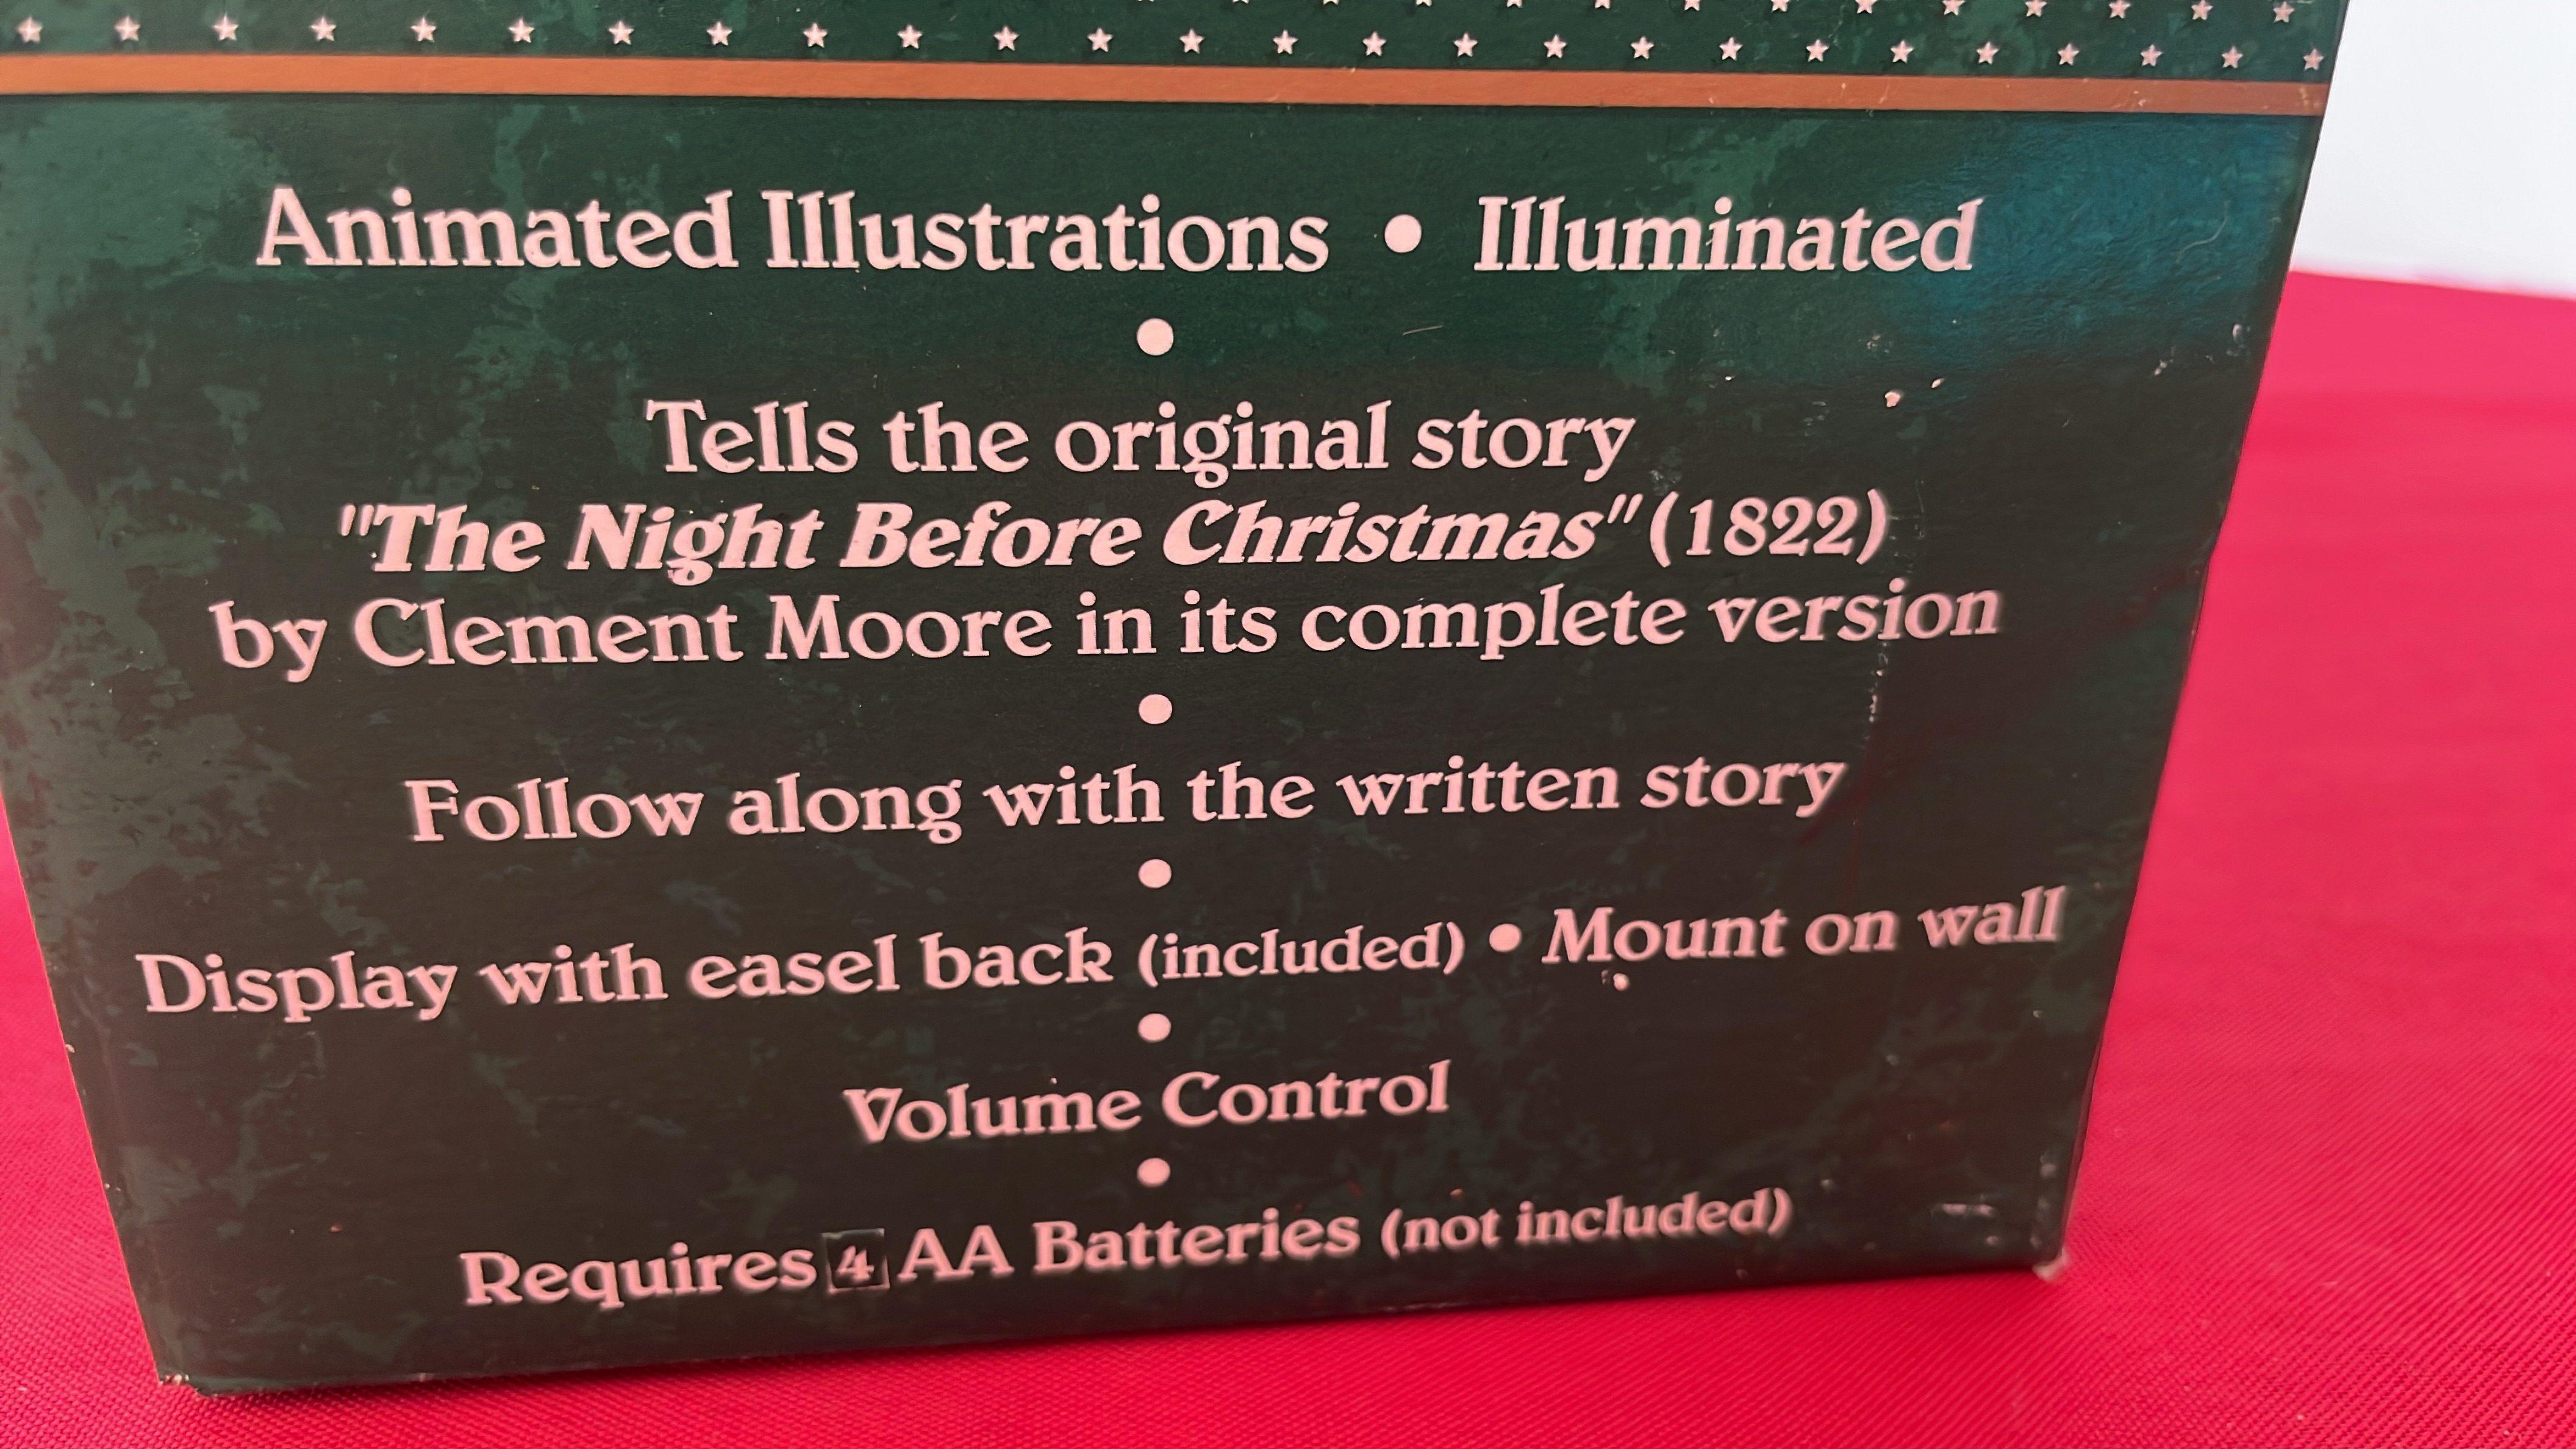 Animated Illustrations • Illuminated
•
Tells the original story
"The Night Before Christmas" (1822)
by Clement Moore in its complete version
•
Follow along with the written story
•
Display with easel back (included) • Mount on wall
•
Volume Control
•
Requires 4 AA Batteries (not included)